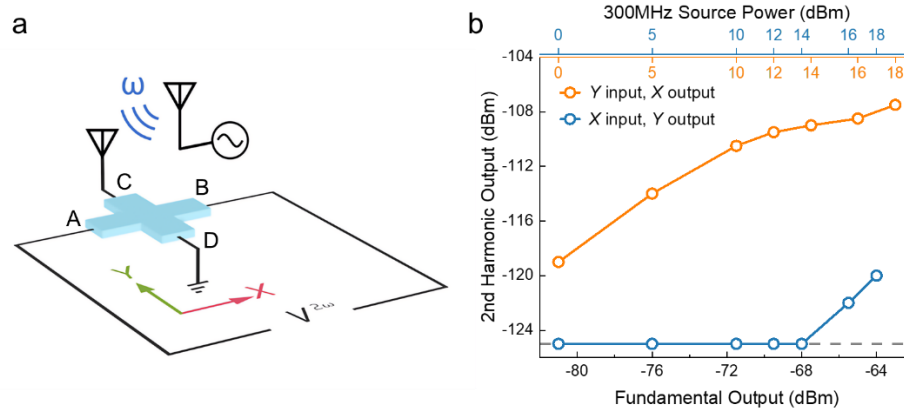 a
ω
C
B
A
D
Y
X
V2ω
b
300MHz Source Power (dBm)
0 5 10 12 14 16 18
0 5 10 12 14 16 18
-104
-108
-112
-116
-120
-124
2nd Harmonic Output (dBm)
Y input, X output
X input, Y output
-80 -76 -72 -68 -64
Fundamental Output (dBm)